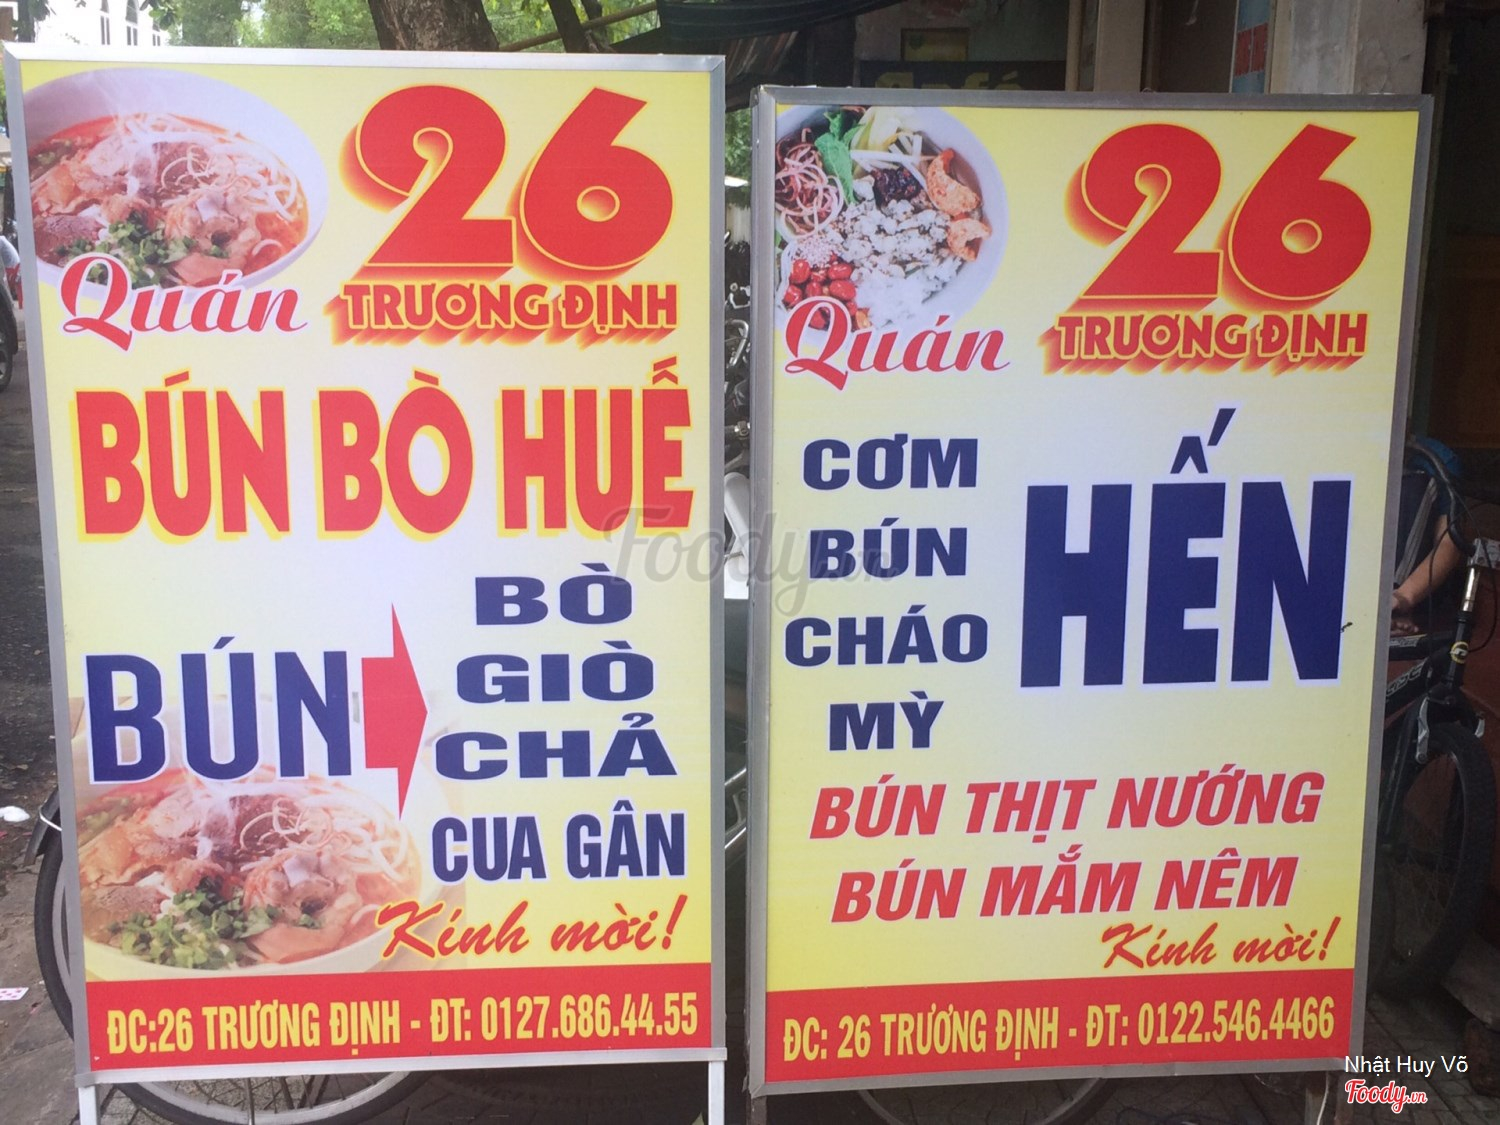 26
TRƯƠNG ĐỊNH
Quán
BÚN BÒ HUẾ
BÚN
BÒ
GIÒ
CHẢ
CUA GÂN
Kính mời!
ĐC:26 TRƯƠNG ĐỊNH - ĐT: 0127.686.44.55
26
TRƯƠNG ĐỊNH
Quán
CƠM
BÚN
CHÁO
MỲ
HẾN
BÚN THỊT NƯỚNG
BÚN MẮM NÊM
Kính mời!
ĐC: 26 TRƯƠNG ĐỊNH - ĐT: 0122.546.4466
Foody.vn
Nhật Huy Võ
Foody.vn